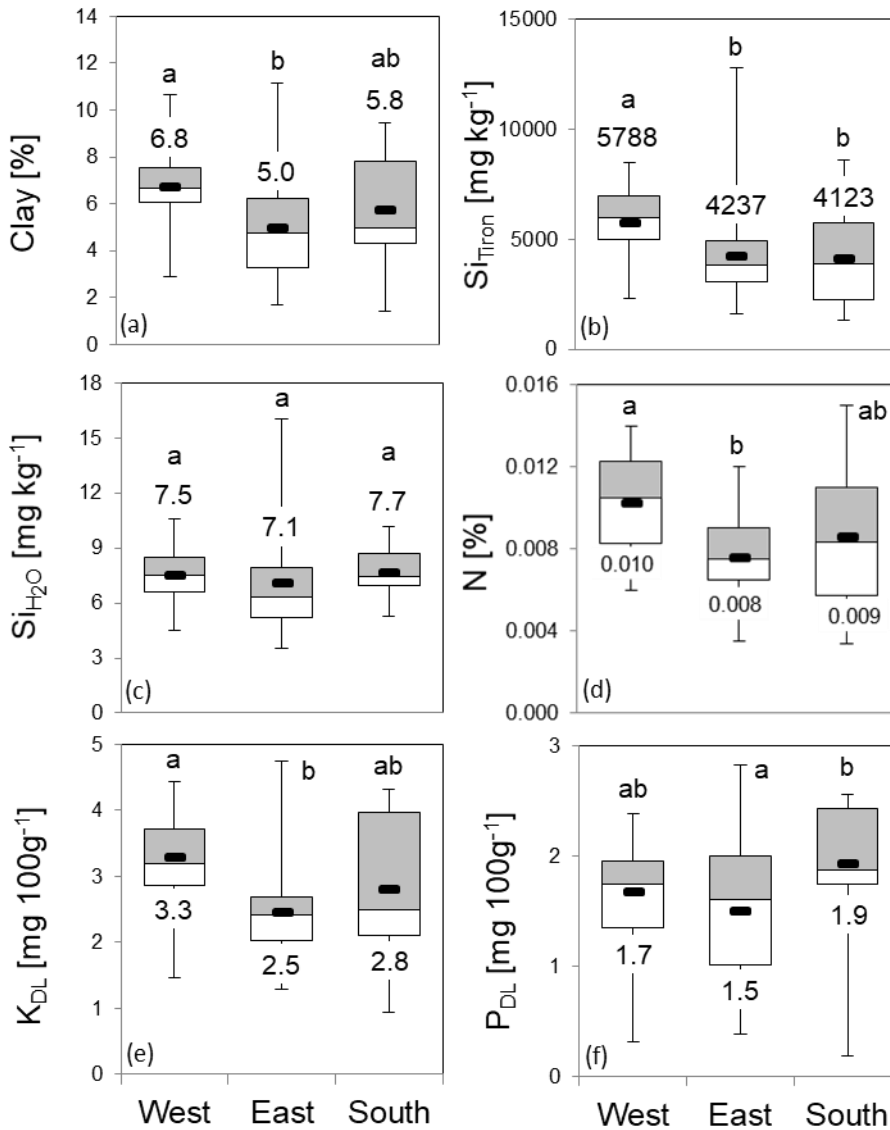 14
12
10
8
6
4
2
0
Clay [%]
a
6.8
b
5.0
ab
5.8
(a)
15000
10000
5000
0
Si_Tiron [mg kg⁻¹]
a
5788
b
4237
b
4123
(b)
18
15
12
9
6
3
0
Si_H₂O [mg kg⁻¹]
a
7.5
a
7.1
a
7.7
(c)
0.016
0.012
0.008
0.004
0.000
N [%]
a
0.010
b
0.008
ab
0.009
(d)
5
4
3
2
1
0
K_DL [mg 100g⁻¹]
a
3.3
b
2.5
ab
2.8
(e)
West East South
3
2
1
0
P_DL [mg 100g⁻¹]
ab
1.7
a
1.5
b
1.9
(f)
West East South